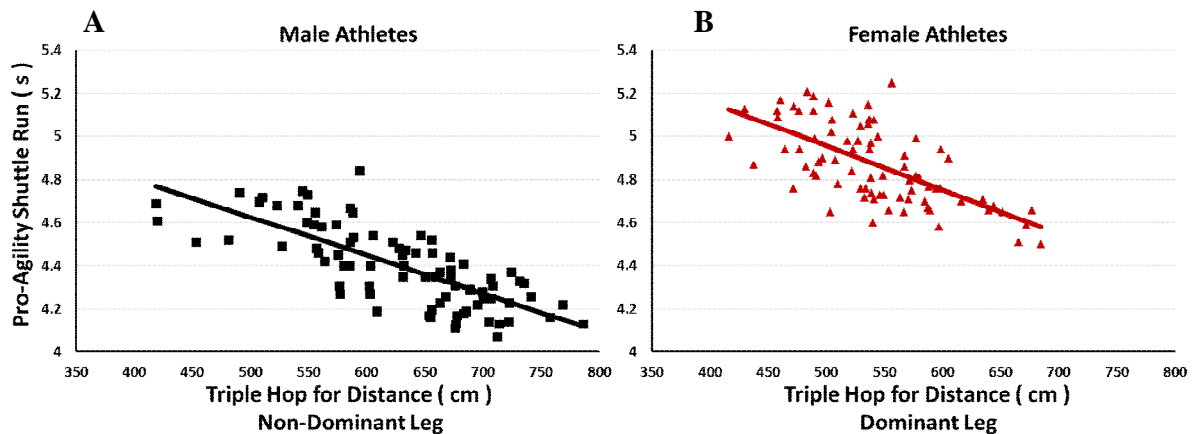 A
Male Athletes
Pro-Agility Shuttle Run ( s )
5.4
5.2
5
4.8
4.6
4.4
4.2
4
350 400 450 500 550 600 650 700 750 800
Triple Hop for Distance ( cm )
Non-Dominant Leg
B
Female Athletes
5.4
5.2
5
4.8
4.6
4.4
4.2
4
350 400 450 500 550 600 650 700 750 800
Triple Hop for Distance ( cm )
Dominant Leg